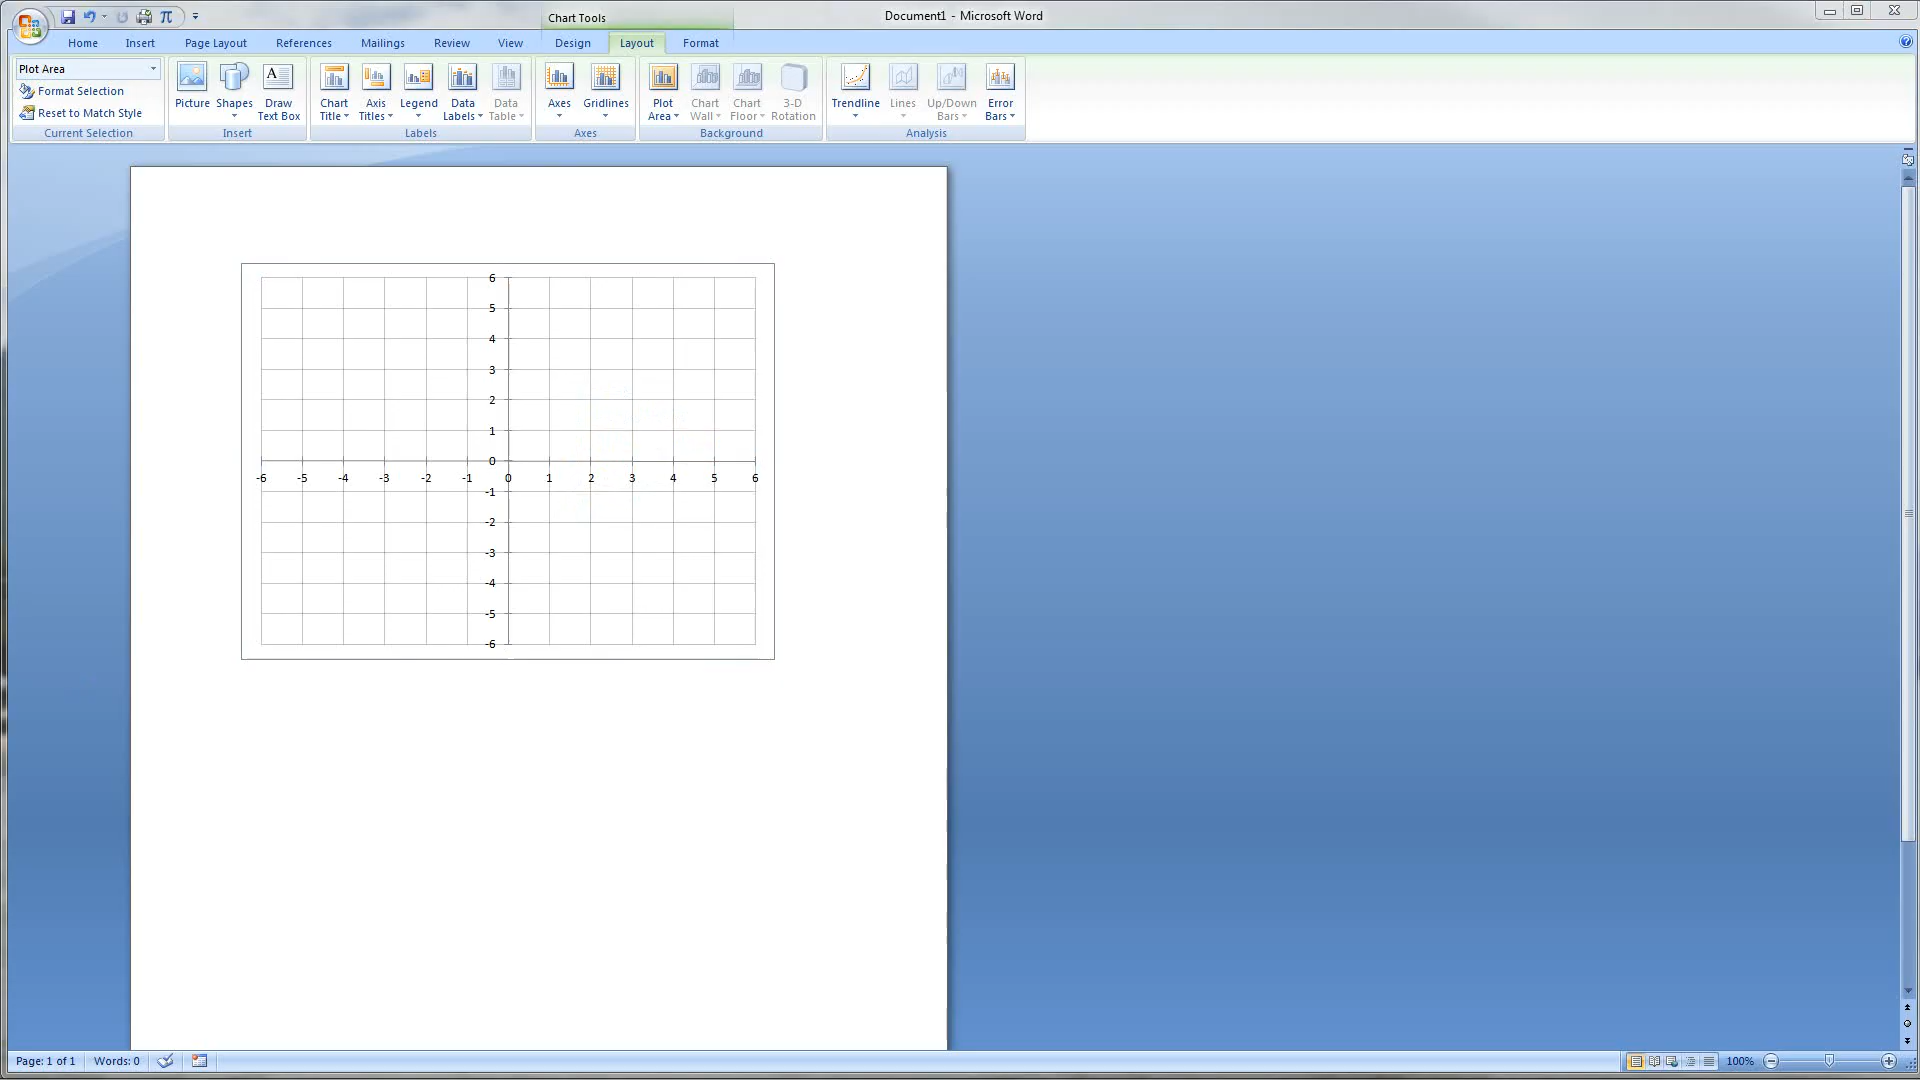 Chart Tools
Document1 - Microsoft Word
Home Insert Page Layout References Mailings Review View Design Layout Format
Plot Area
Format Selection
Reset to Match Style
Current Selection
Picture Shapes Draw Text Box
Insert
Chart Title Axis Titles Legend Data Labels Data Table
Labels
Axes Gridlines
Axes
Plot Area Chart Wall Chart Floor 3-D Rotation
Background
Trendline Lines Up/Down Bars Error Bars
Analysis
6
5
4
3
2
1
0
-6 -5 -4 -3 -2 -1 0 1 2 3 4 5 6
-1
-2
-3
-4
-5
-6
Page: 1 of 1 Words: 0 100%